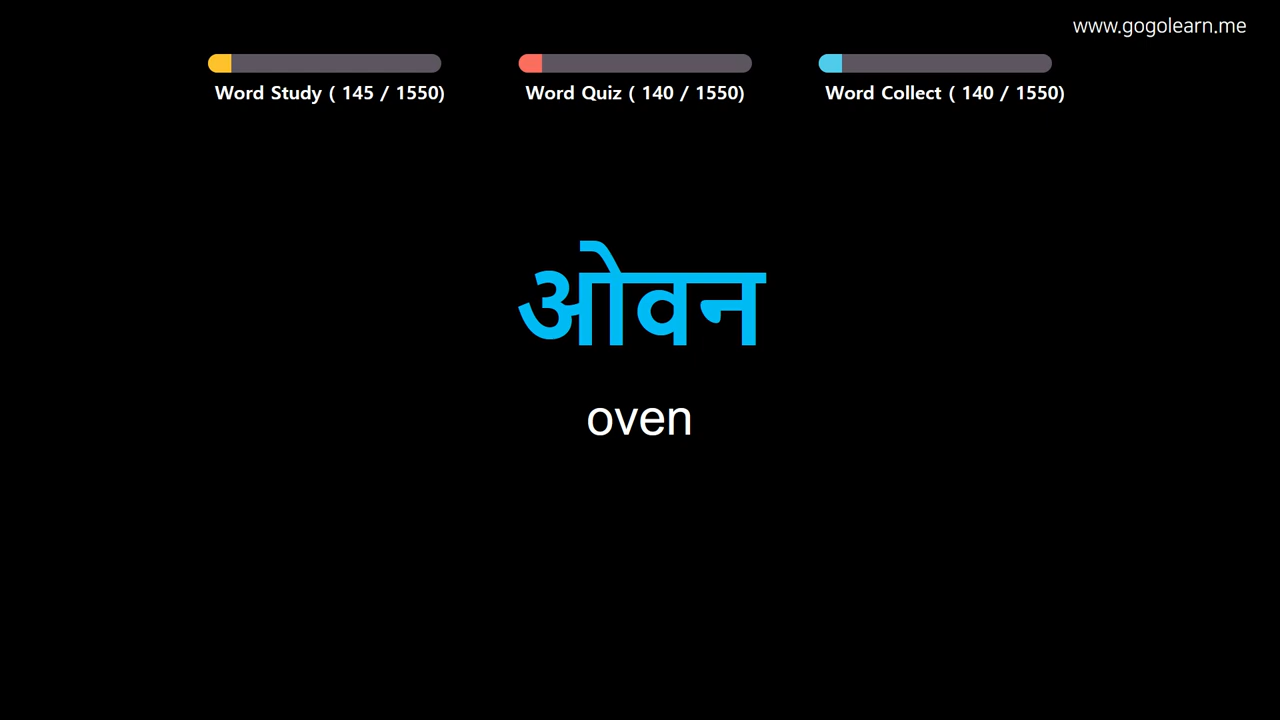 www.gogolearn.me
Word Study ( 145 / 1550)
Word Quiz ( 140 / 1550)
Word Collect ( 140 / 1550)
ओवन
oven